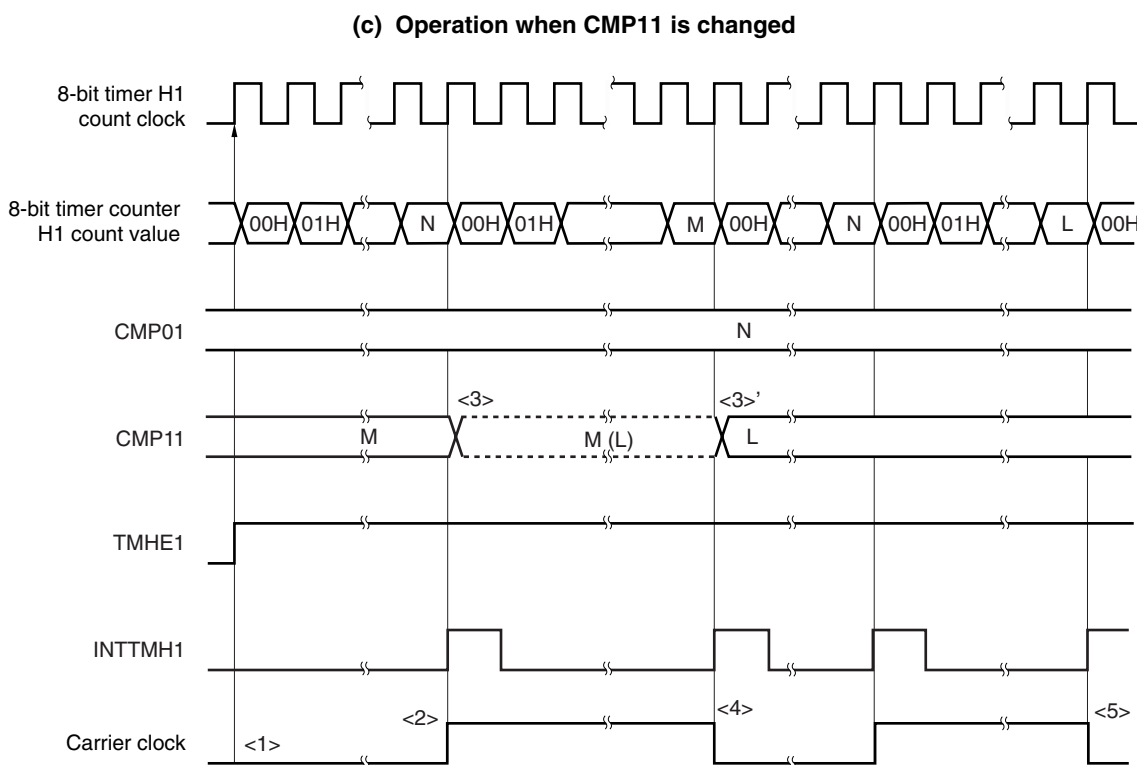 (c) Operation when CMP11 is changed
8-bit timer H1
count clock
8-bit timer counter
H1 count value
00H 01H N 00H 01H M 00H N 00H 01H L 00H
CMP01
N
<3> <3>’
CMP11
M M (L) L
TMHE1
INTTMH1
<2> <4> <5>
Carrier clock <1>